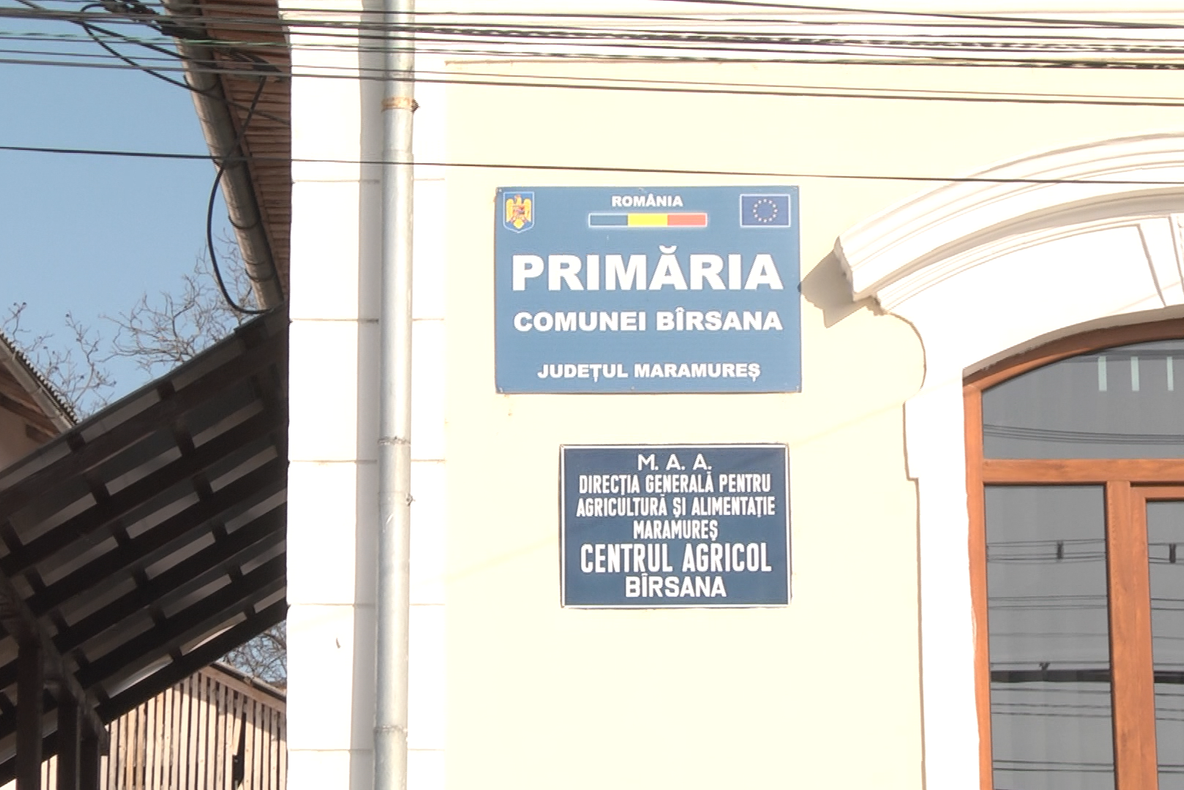 ROMÂNIA
PRIMĂRIA
COMUNEI BÎRSANA
JUDEȚUL MARAMUREȘ
M. A. A.
DIRECȚIA GENERALĂ PENTRU
AGRICULTURĂ ȘI ALIMENTAȚIE
MARAMUREȘ
CENTRUL AGRICOL
BÎRSANA